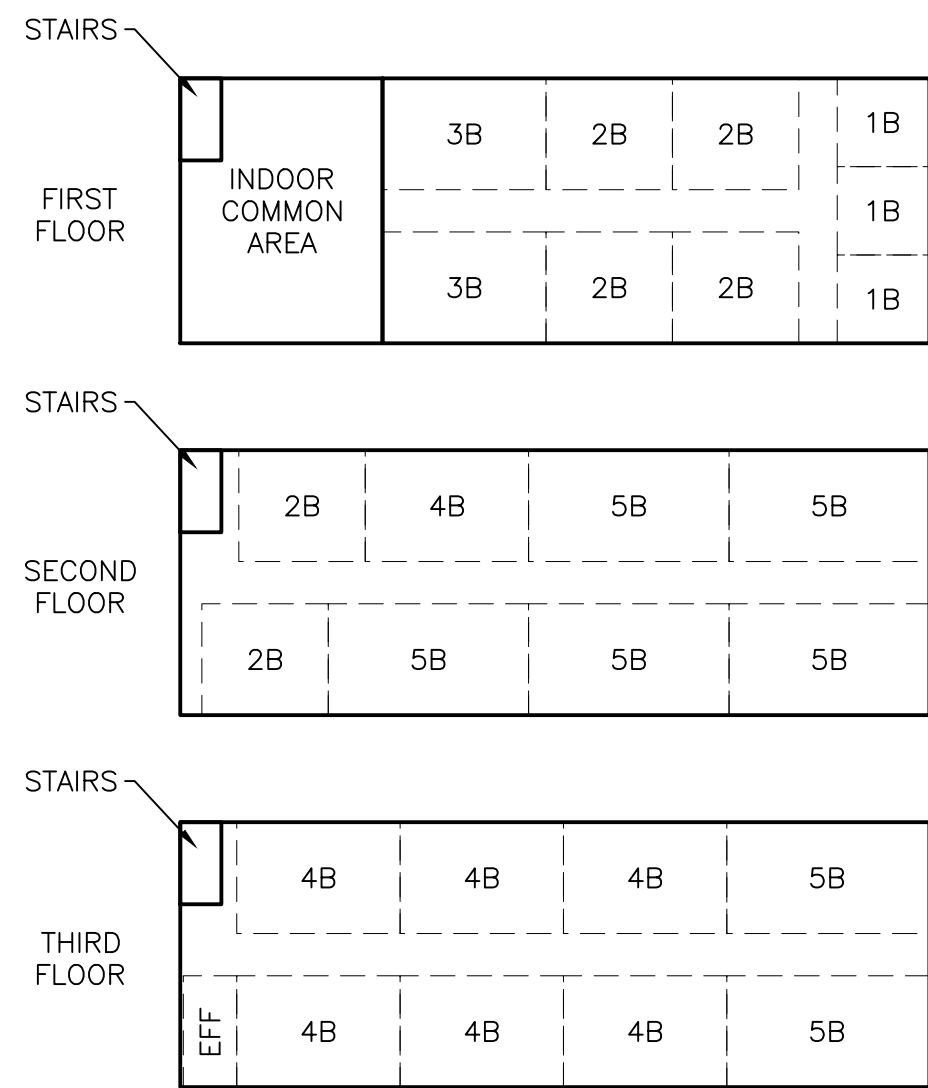 STAIRS
FIRST
FLOOR
INDOOR
COMMON
AREA
3B
2B
2B
1B
1B
3B
2B
2B
1B
STAIRS
SECOND
FLOOR
2B
4B
5B
5B
2B
5B
5B
5B
STAIRS
THIRD
FLOOR
4B
4B
4B
5B
EFF
4B
4B
4B
5B